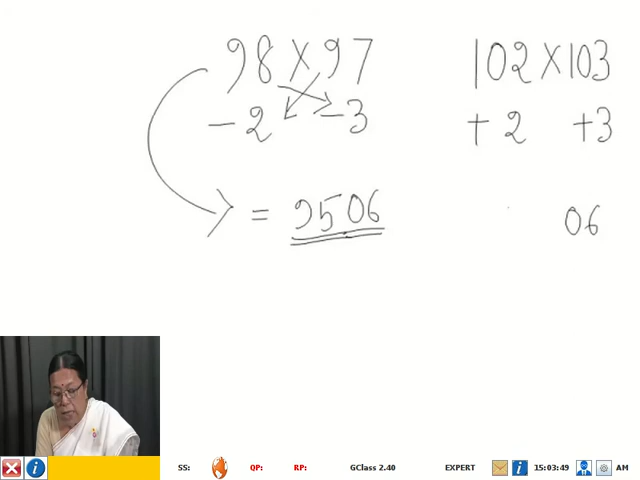 98 × 97 102 × 103
-2 -3 +2 +3
= 9506 06
SS: QP: RP: GClass 2.40 EXPERT 15:03:49